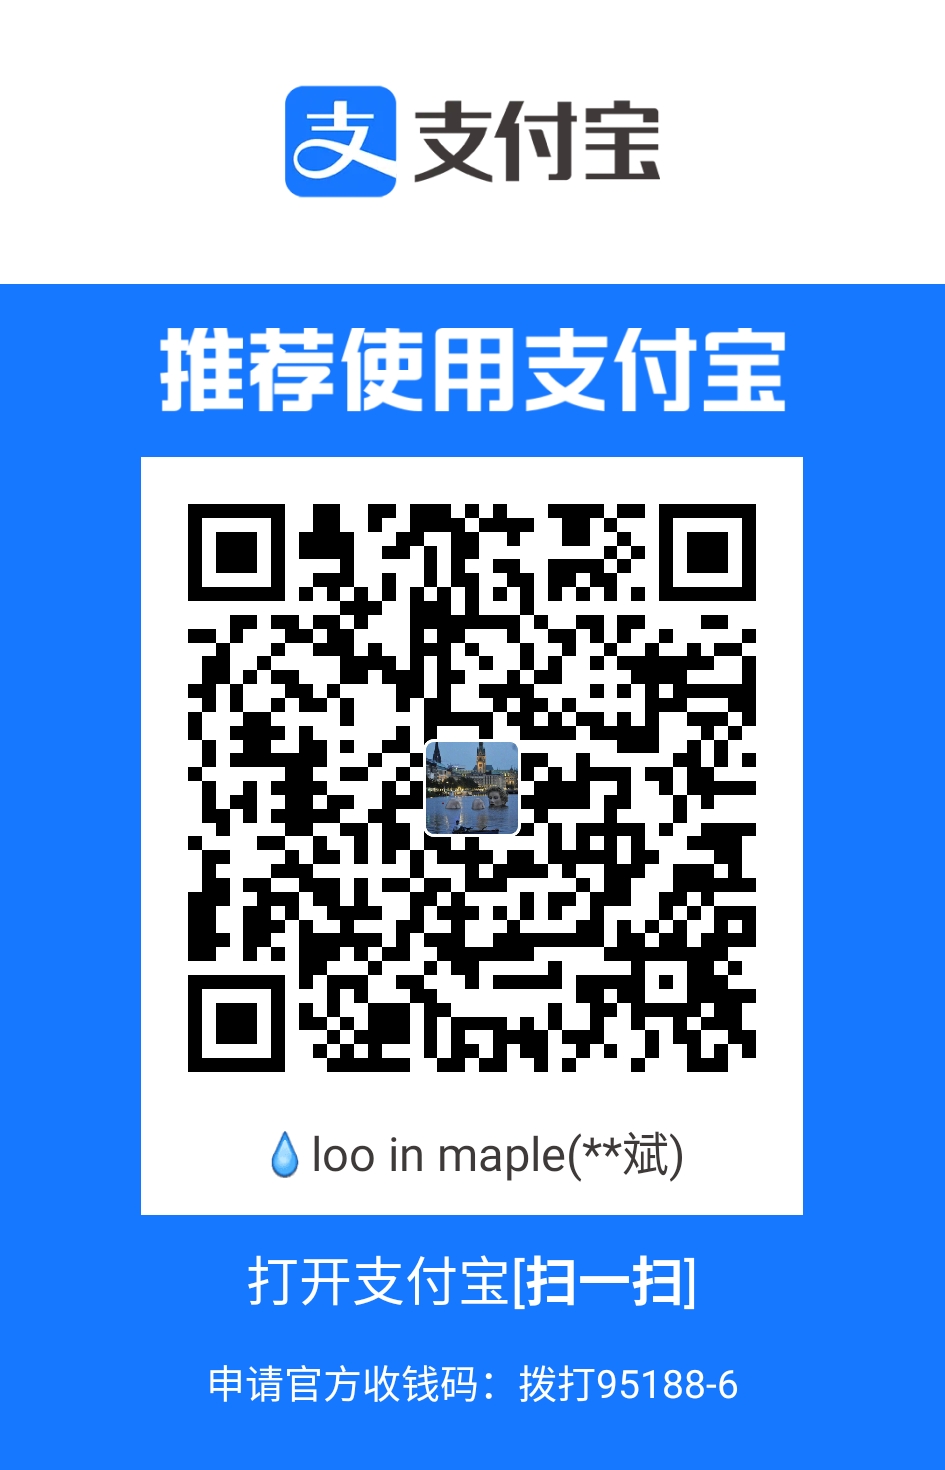 支 支付宝
推荐使用支付宝
💧loo in maple(**斌)
打开支付宝[扫一扫]
申请官方收钱码：拨打95188-6